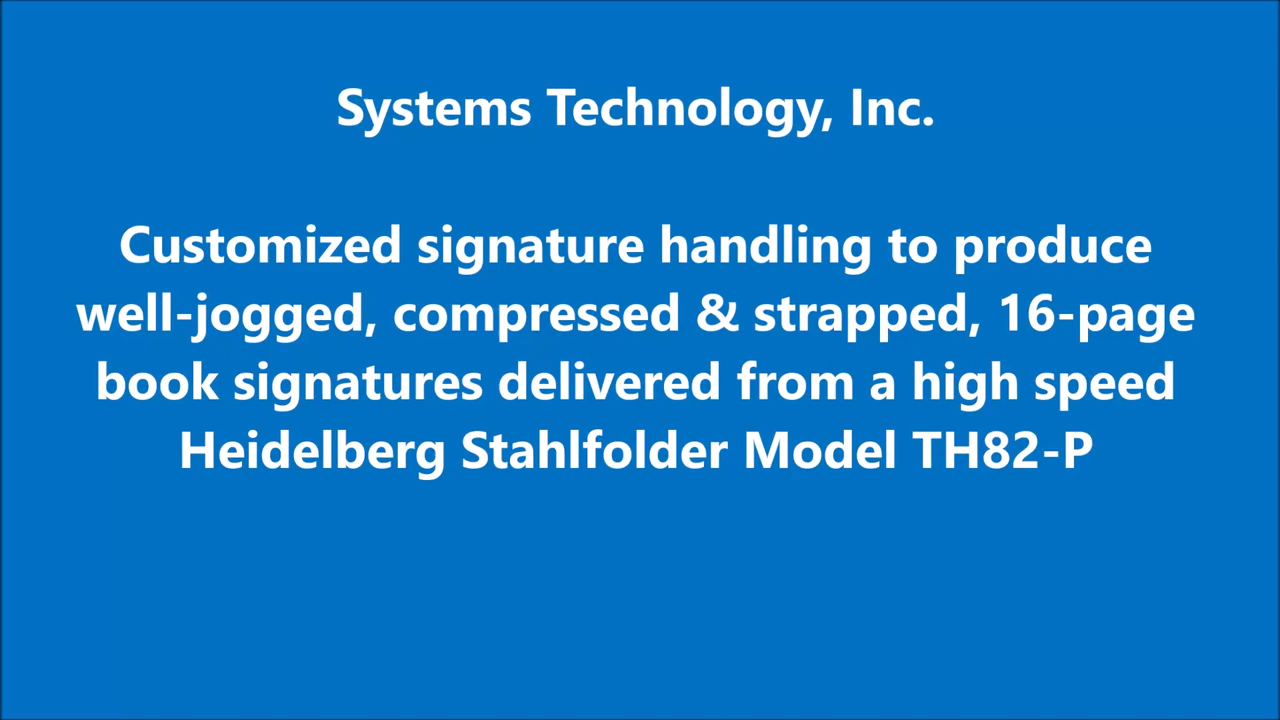 Systems Technology, Inc.
Customized signature handling to produce
well-jogged, compressed & strapped, 16-page
book signatures delivered from a high speed
Heidelberg Stahlfolder Model TH82-P